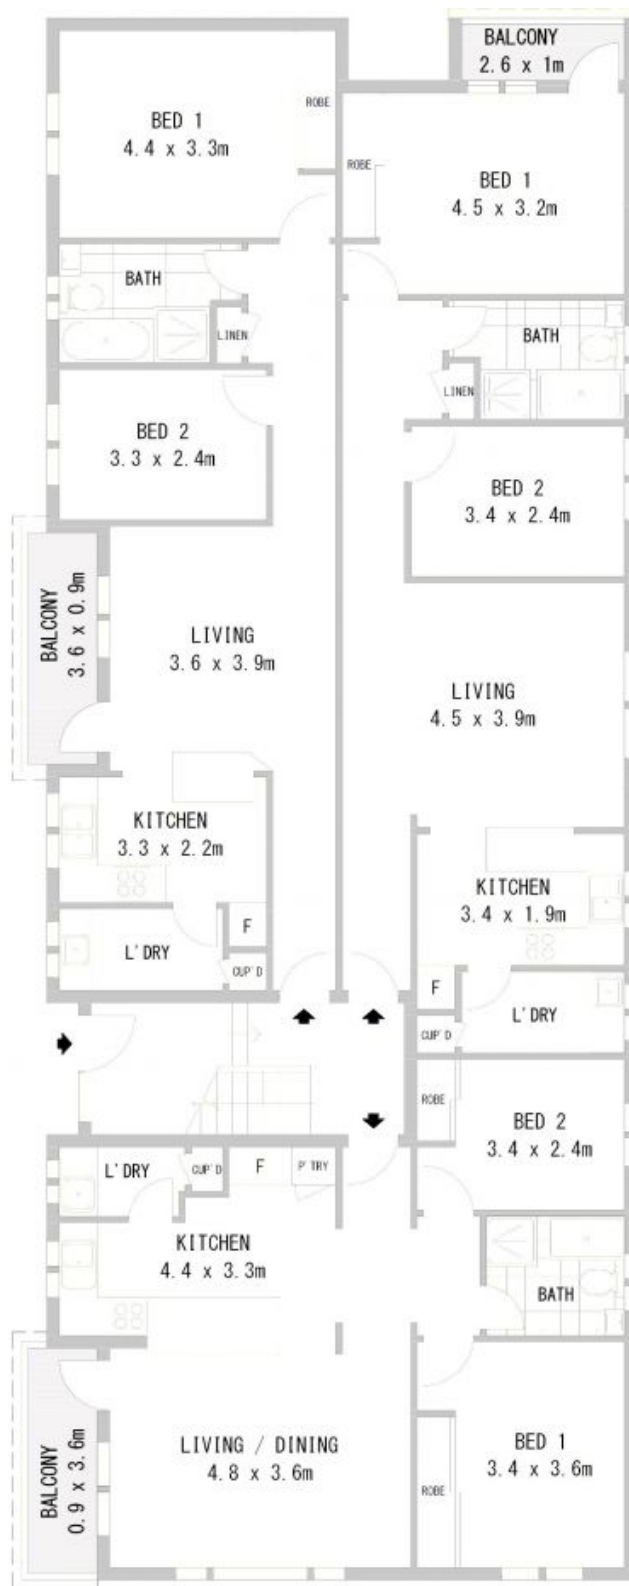 BALCONY
2.6 x 1m
BED 1
4.4 x 3.3m
ROBE
ROBE
BED 1
4.5 x 3.2m
BATH
LINEN
BATH
LINEN
BED 2
3.3 x 2.4m
BED 2
3.4 x 2.4m
BALCONY
3.6 x 0.9m
LIVING
3.6 x 3.9m
LIVING
4.5 x 3.9m
KITCHEN
3.3 x 2.2m
KITCHEN
3.4 x 1.9m
F
L'DRY
CUP'D
F
L'DRY
CUP'D
ROBE
BED 2
3.4 x 2.4m
L'DRY
CUP'D
F
P'TRY
KITCHEN
4.4 x 3.3m
BATH
BALCONY
0.9 x 3.6m
LIVING / DINING
4.8 x 3.6m
BED 1
3.4 x 3.6m
ROBE